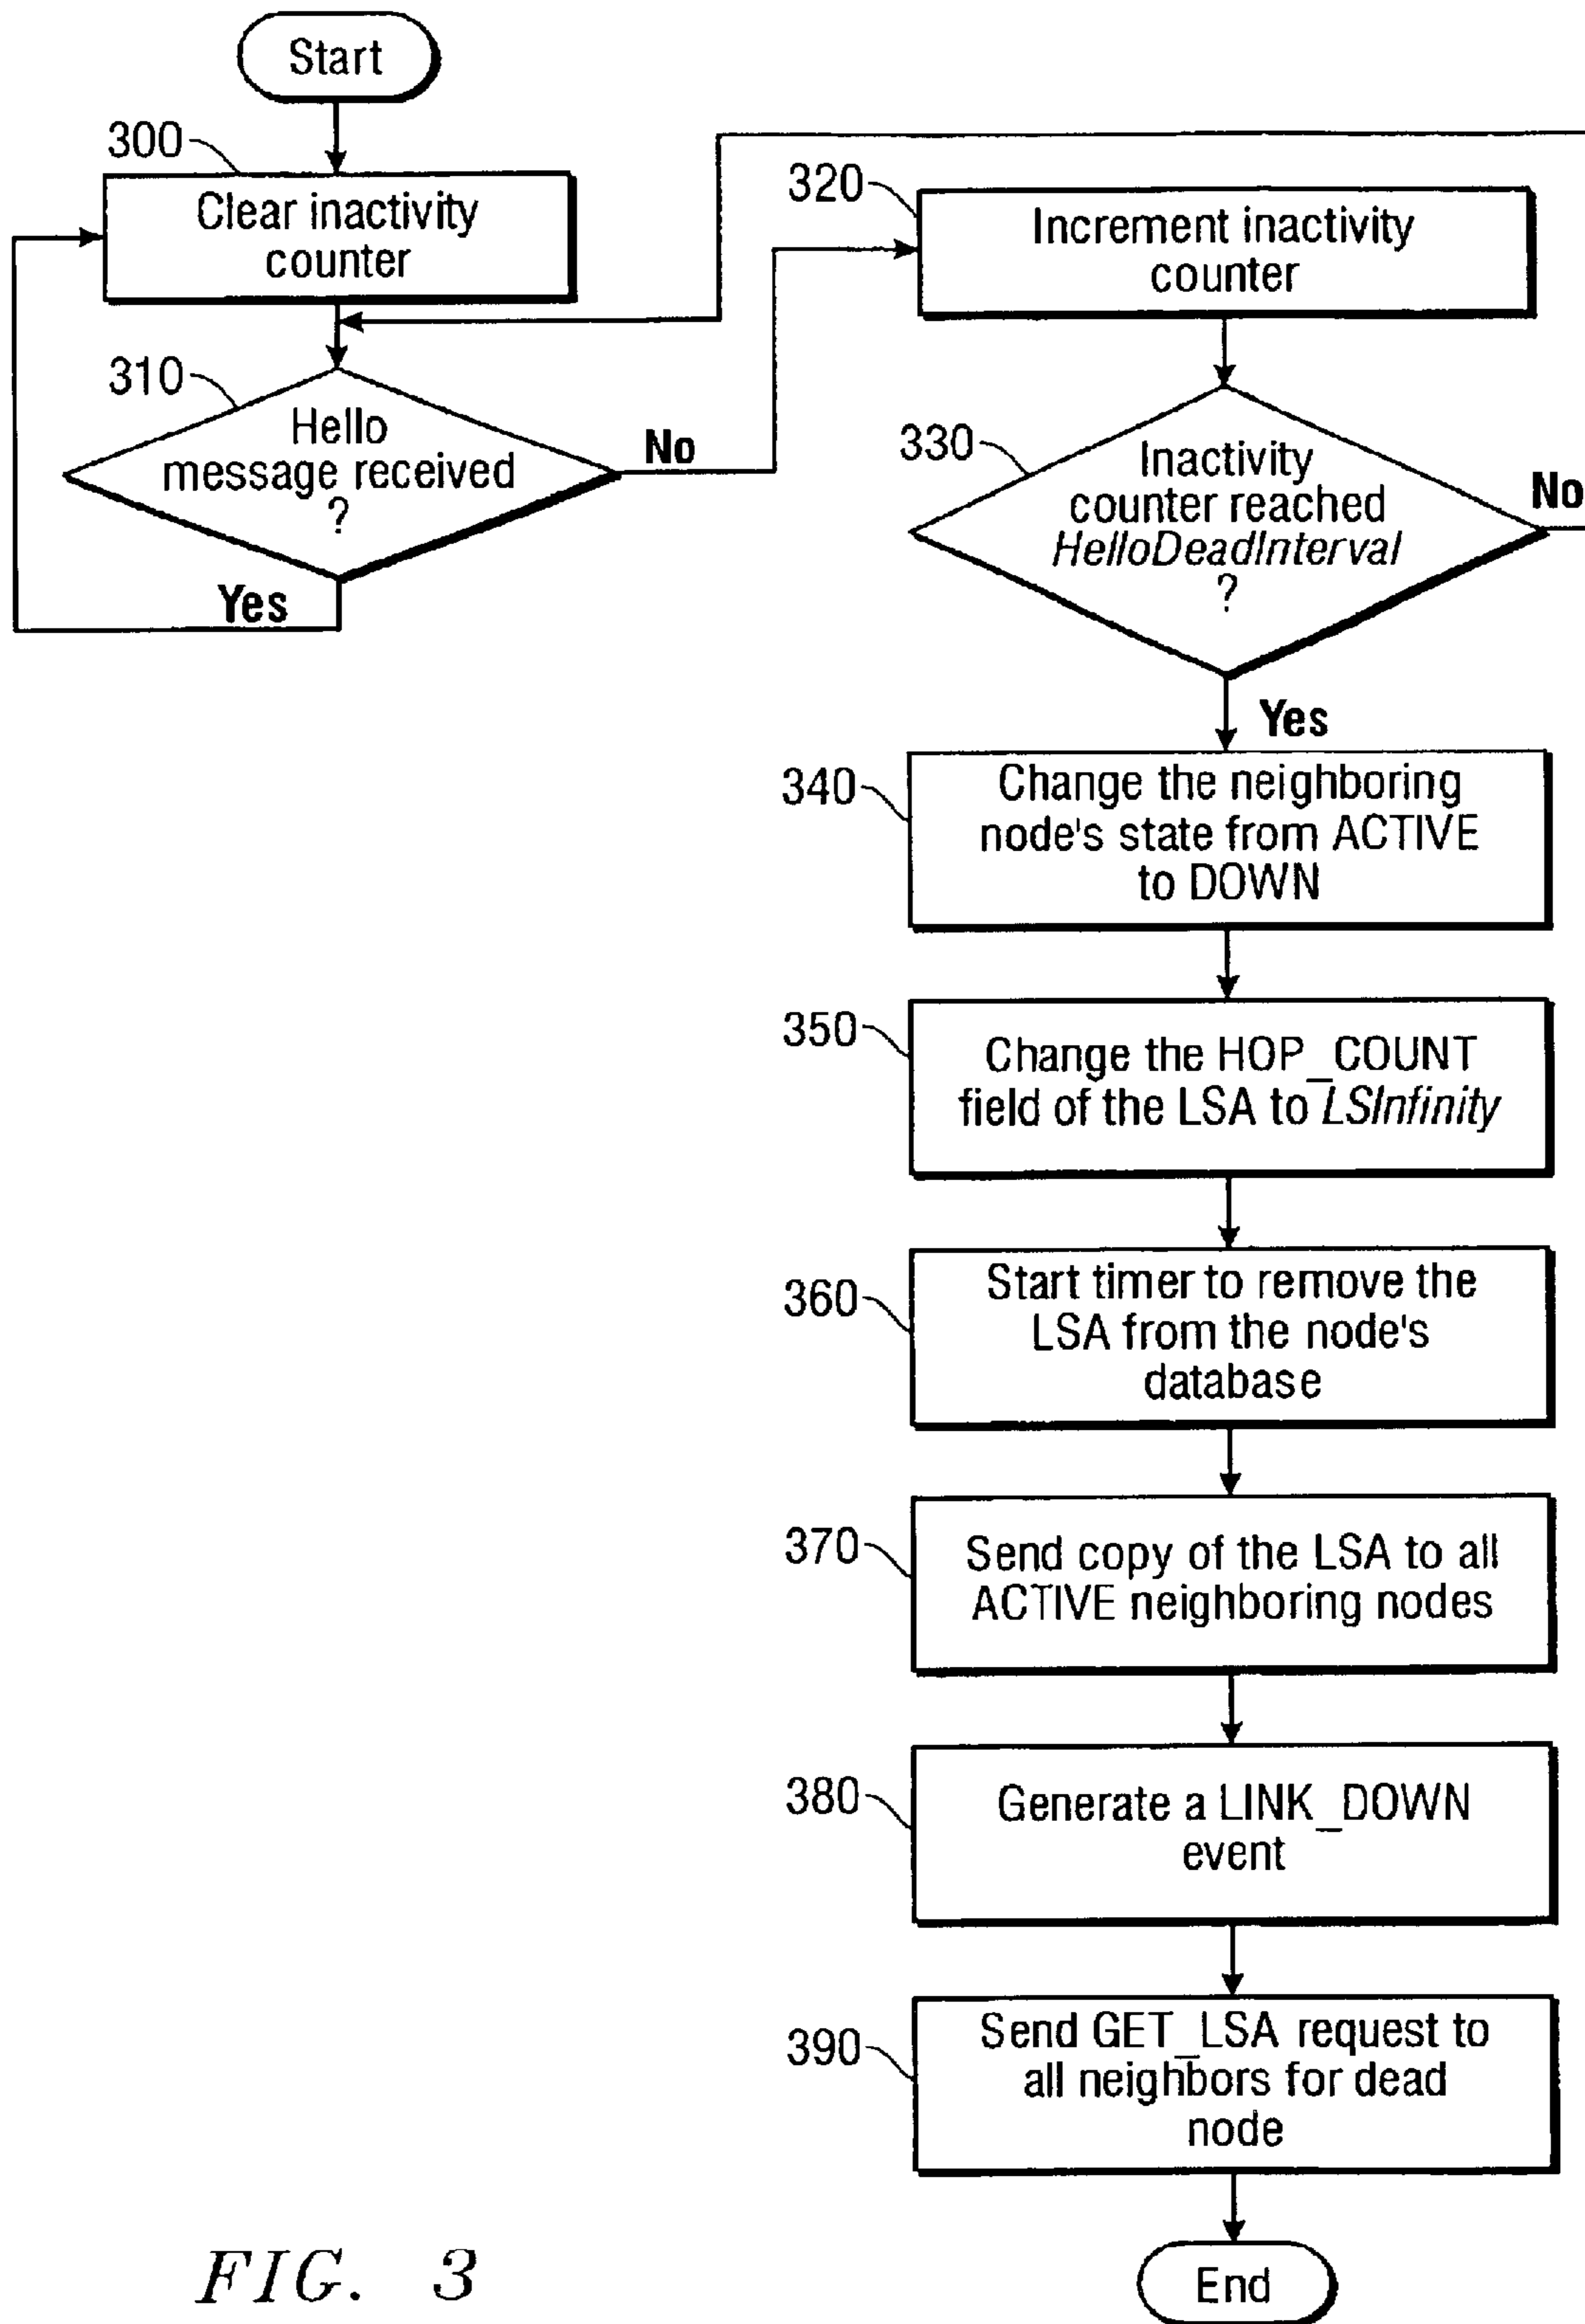 Start
300
Clear inactivity
counter
310
Hello
message received
?
No
Yes
320
Increment inactivity
counter
330
Inactivity
counter reached
HelloDeadInterval
?
No
Yes
340
Change the neighboring
node's state from ACTIVE
to DOWN
350
Change the HOP_COUNT
field of the LSA to LSInfinity
360
Start timer to remove the
LSA from the node's
database
370
Send copy of the LSA to all
ACTIVE neighboring nodes
380
Generate a LINK_DOWN
event
390
Send GET_LSA request to
all neighbors for dead
node
End
FIG. 3